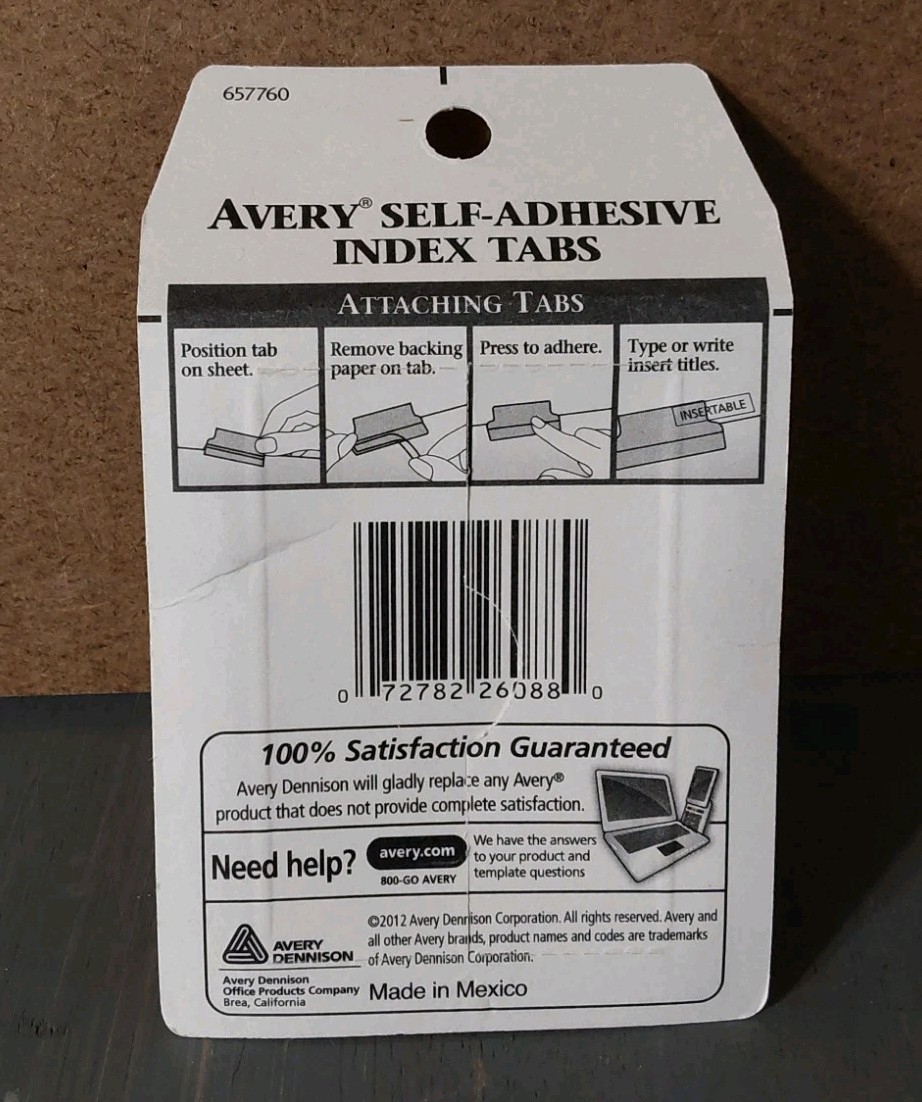 657760
AVERY® SELF-ADHESIVE
INDEX TABS
ATTACHING TABS
Position tab
on sheet.
Remove backing
paper on tab.
Press to adhere.
Type or write
insert titles.
INSERTABLE
0 72782 26088 0
100% Satisfaction Guaranteed
Avery Dennison will gladly replace any Avery®
product that does not provide complete satisfaction.
Need help?
avery.com
800-GO AVERY
We have the answers
to your product and
template questions
AVERY
DENNISON
Avery Dennison
Office Products Company
Brea, California
©2012 Avery Dennison Corporation. All rights reserved. Avery and
all other Avery brands, product names and codes are trademarks
of Avery Dennison Corporation.
Made in Mexico